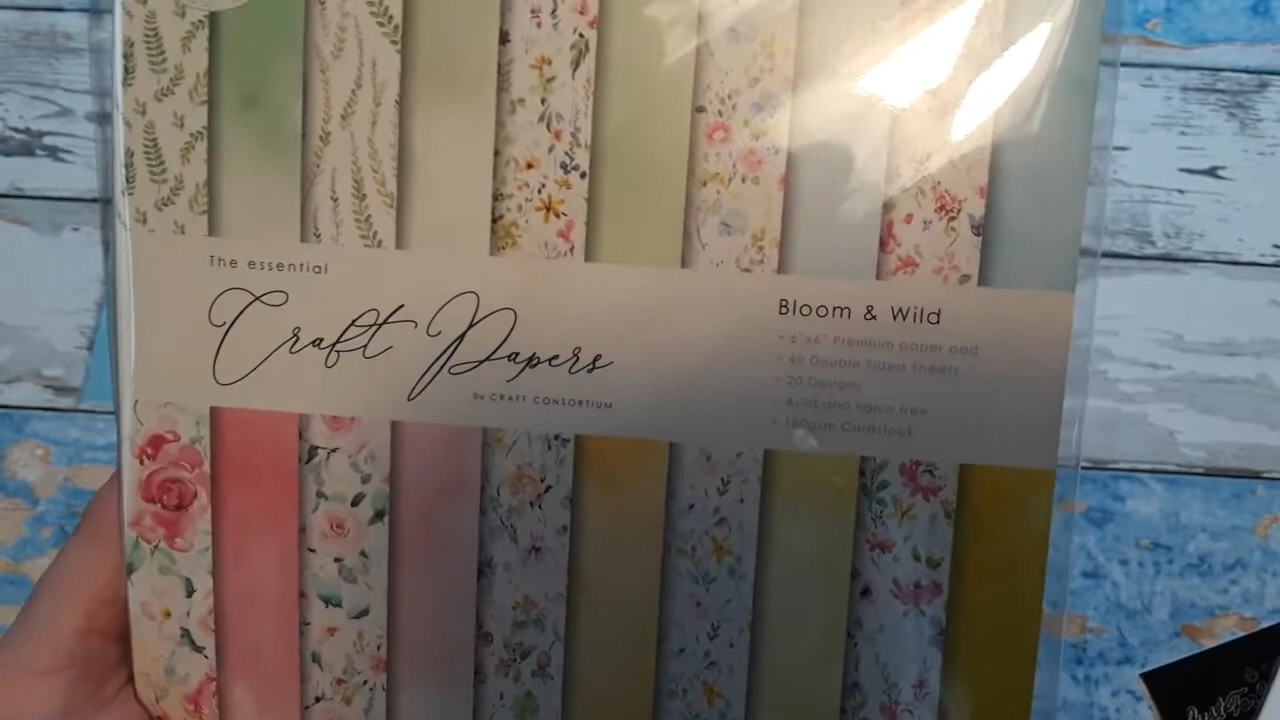 The essential
Craft Papers
by CRAFT CONSORTIUM
Bloom & Wild
• 6"x6" Premium paper pad
• 40 Double Sided Sheets
• 20 Designs
• Acid and lignin free
• 180gsm Cardstock